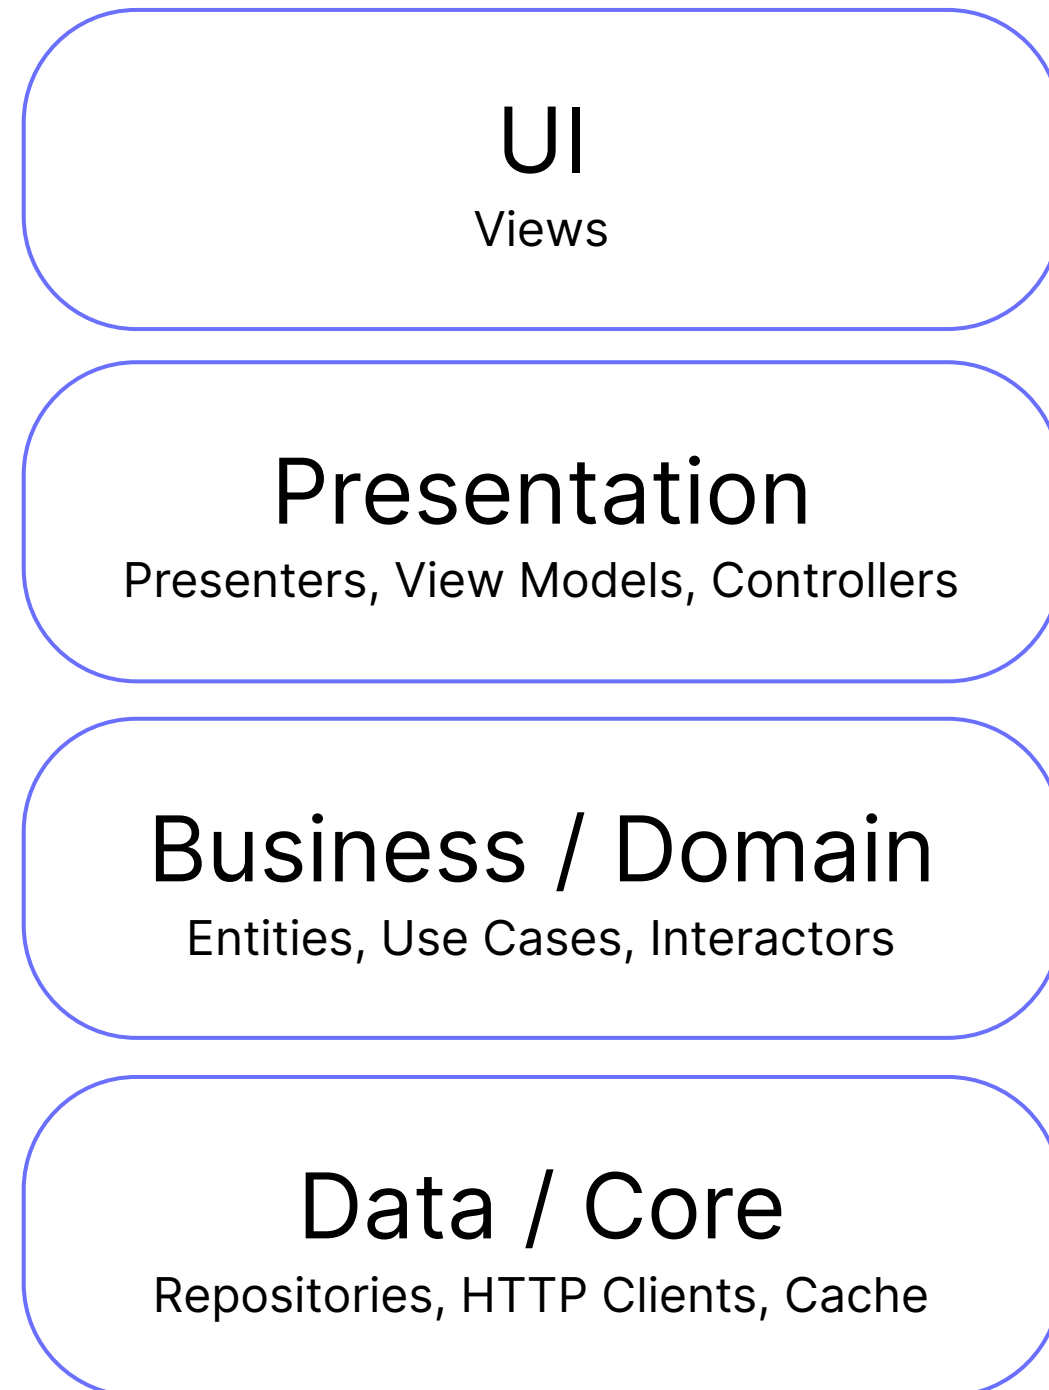 UI
Views
Presentation
Presenters, View Models, Controllers
Business / Domain
Entities, Use Cases, Interactors
Data / Core
Repositories, HTTP Clients, Cache